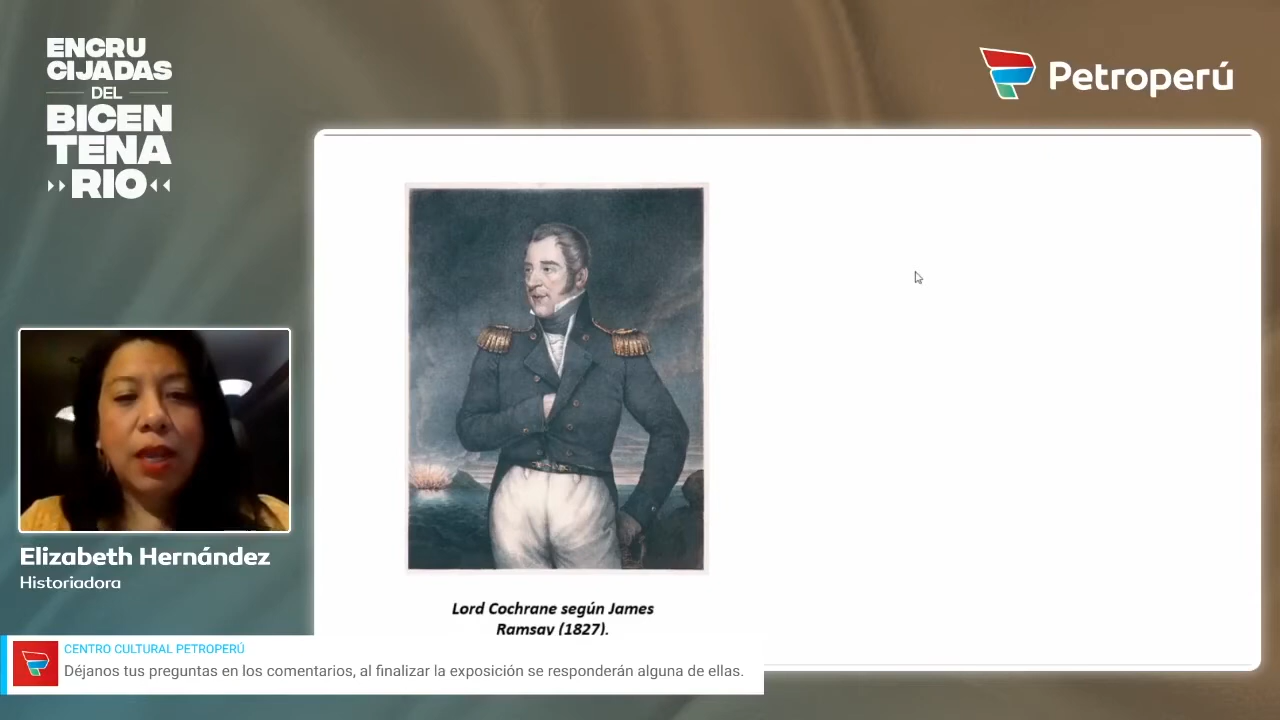 ENCRU
CIJADAS
DEL
BICEN
TENA
RIO
Petroperú
Elizabeth Hernández
Historiadora
Lord Cochrane según James
Ramsay (1827).
CENTRO CULTURAL PETROPERÚ
Déjanos tus preguntas en los comentarios, al finalizar la exposición se responderán alguna de ellas.